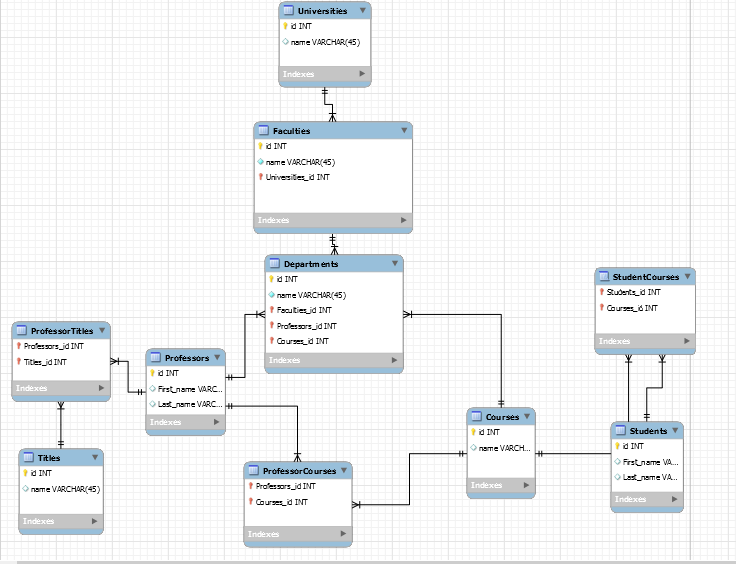 Universities
id INT
name VARCHAR(45)
Indexes
Faculties
id INT
name VARCHAR(45)
Universities_id INT
Indexes
Departments
id INT
name VARCHAR(45)
Faculties_id INT
Professors_id INT
Courses_id INT
Indexes
StudentCourses
Students_id INT
Courses_id INT
Indexes
ProfessorTitles
Professors_id INT
Titles_id INT
Indexes
Professors
id INT
First_name VARC...
Last_name VARC...
Indexes
Courses
id INT
name VARCH...
Indexes
Students
id INT
First_name VA...
Last_name VA...
Indexes
Titles
id INT
name VARCHAR(45)
Indexes
ProfessorCourses
Professors_id INT
Courses_id INT
Indexes